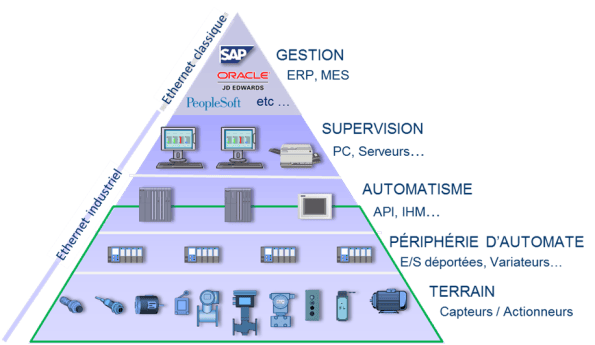 Ethernet classique
Ethernet industriel
SAP
ORACLE
JD EDWARDS
PeopleSoft
etc ...
GESTION
ERP, MES
SUPERVISION
PC, Serveurs...
AUTOMATISME
API, IHM...
PÉRIPHÉRIE D'AUTOMATE
E/S déportées, Variateurs...
TERRAIN
Capteurs / Actionneurs